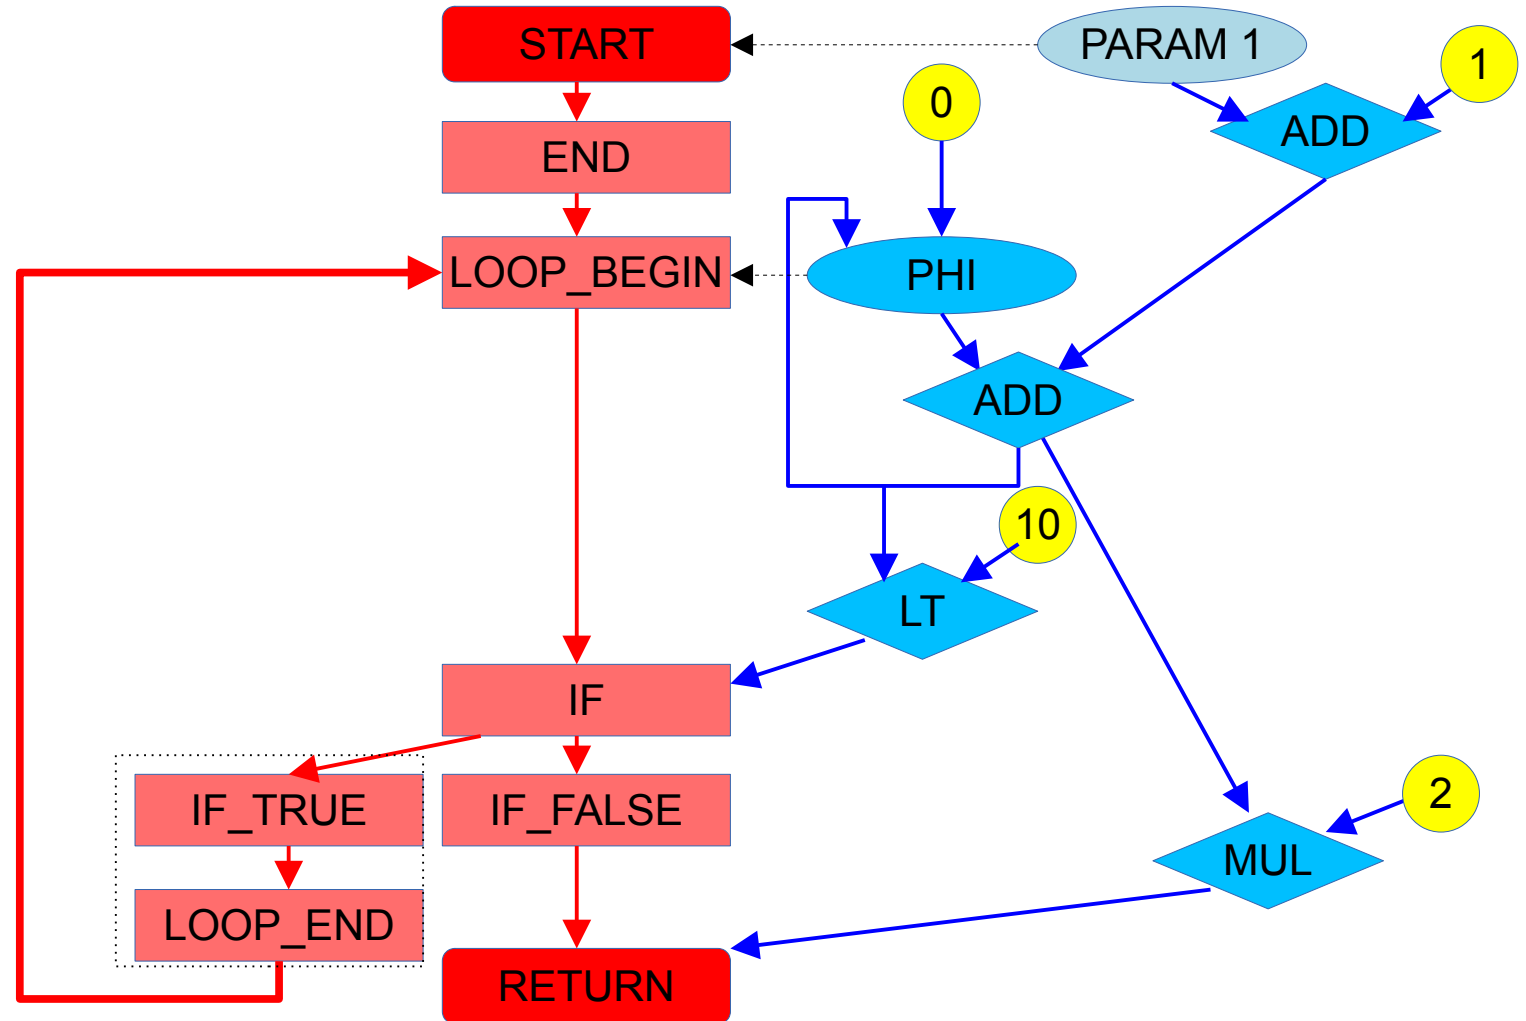 START
PARAM 1
1
0
ADD
END
LOOP_BEGIN
PHI
ADD
10
LT
IF
IF_TRUE
IF_FALSE
2
MUL
LOOP_END
RETURN